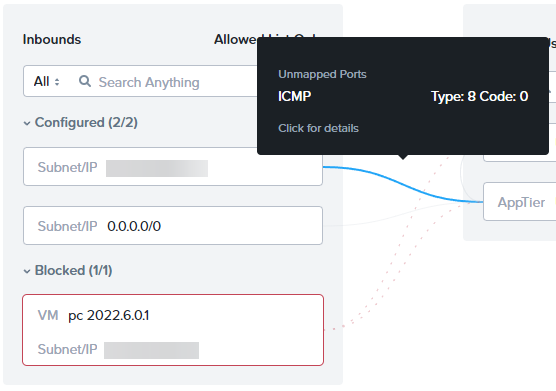 Inbounds
Allowed List Only
Unmapped Ports
ICMP Type: 8 Code: 0
Click for details
All Search Anything
Configured (2/2)
Subnet/IP
Subnet/IP 0.0.0.0/0
AppTier
Blocked (1/1)
VM pc 2022.6.0.1
Subnet/IP